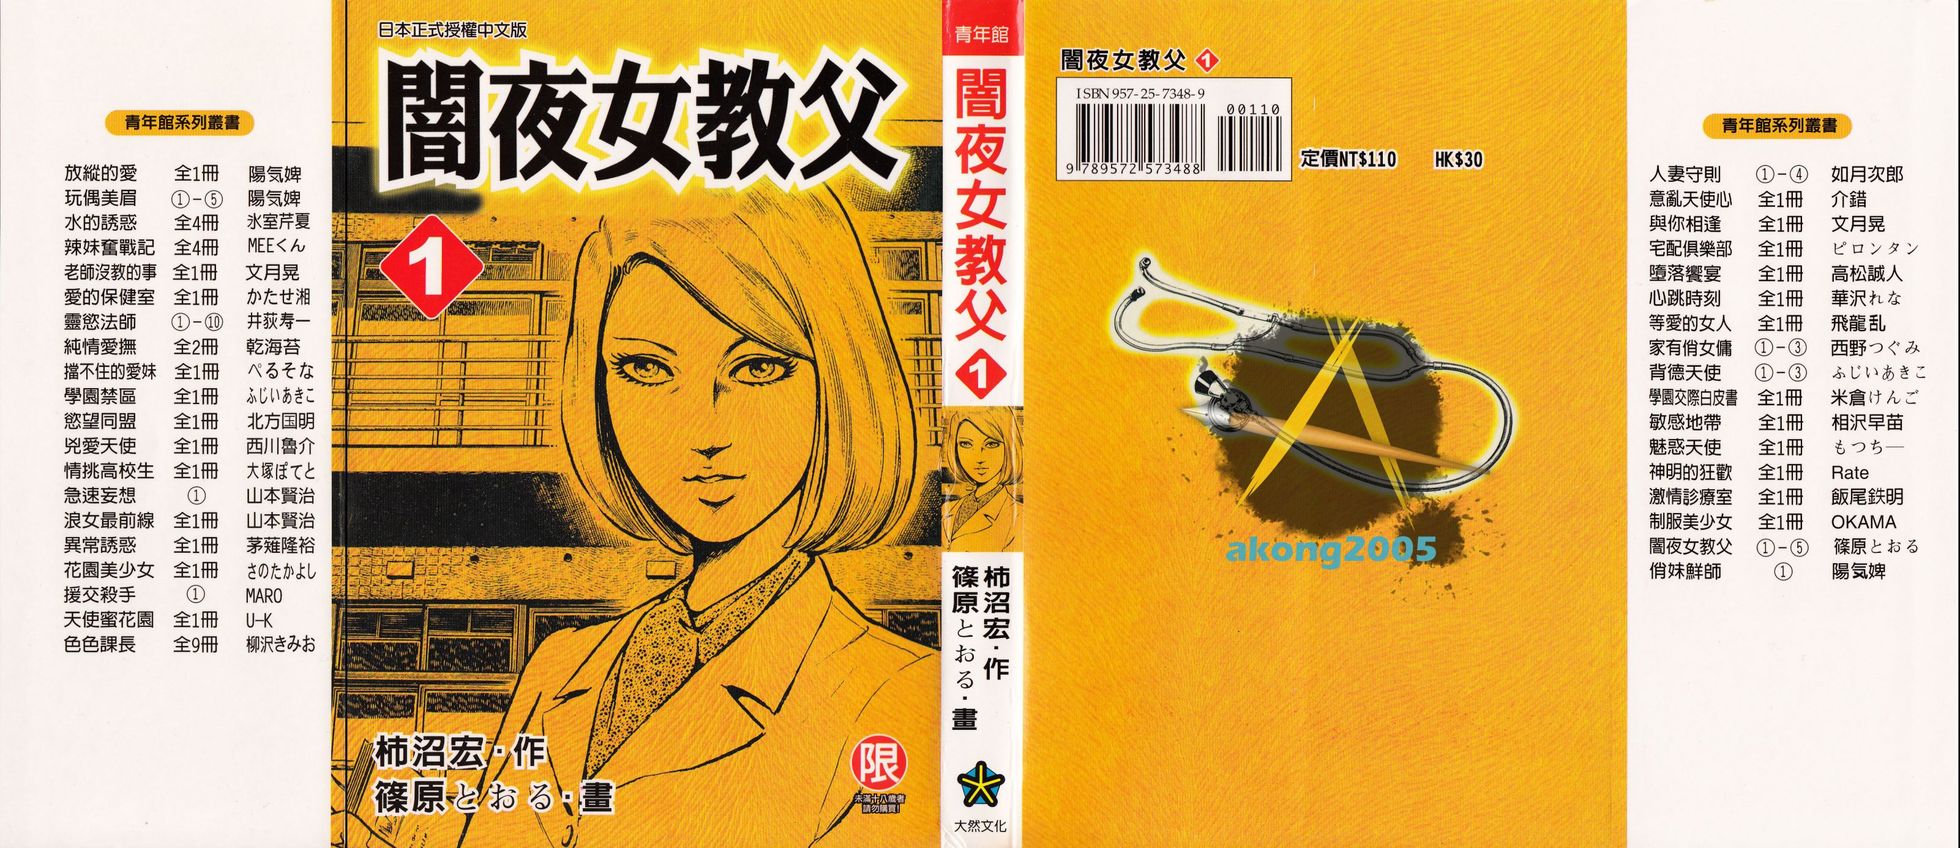 青年館系列叢書
放縱的愛 全1冊 陽気婢
玩偶美眉 ①-⑤ 陽気婢
水的誘惑 全4冊 氷室芹夏
辣妹奮戰記 全4冊 MEEくん
老師沒教的事 全1冊 文月晃
愛的保健室 全1冊 かたせ湘
靈慾法師 ①-⑩ 井荻寿一
純情愛撫 全2冊 乾海苔
擋不住的愛妹 全1冊 ぺるそな
學園禁區 全1冊 ふじいあきこ
慾望同盟 全1冊 北方国明
兇愛天使 全1冊 西川魯介
情挑高校生 全1冊 大塚ぽてと
急速妄想 ① 山本賢治
浪女最前線 全1冊 山本賢治
異常誘惑 全1冊 茅薙隆裕
花園美少女 全1冊 さのたかよし
援交殺手 ① MARO
天使蜜花園 全1冊 U-K
色色課長 全9冊 柳沢きみお
日本正式授權中文版
闇夜女教父
1
柿沼宏・作
篠原とおる・畫
限
未滿十八歲者
請勿購買!
青年館
闇夜女教父
1
柿沼宏・作
篠原とおる・畫
大然文化
闇夜女教父 1
ISBN 957-25-7348-9
00110
9 789572 573488
定價NT$110 HK$30
akong2005
青年館系列叢書
人妻守則 ①-④ 如月次郎
意亂天使心 全1冊 介錯
與你相逢 全1冊 文月晃
宅配俱樂部 全1冊 ピロンタン
墮落饗宴 全1冊 高松誠人
心跳時刻 全1冊 華沢れな
等愛的女人 全1冊 飛龍乱
家有俏女傭 ①-③ 西野つぐみ
背德天使 ①-③ ふじいあきこ
學園交際白皮書 全1冊 米倉けんご
敏感地帶 全1冊 相沢早苗
魅惑天使 全1冊 もつちー
神明的狂歡 全1冊 Rate
激情診療室 全1冊 飯尾鉄明
制服美少女 全1冊 OKAMA
闇夜女教父 ①-⑤ 篠原とおる
俏妹鮮師 ① 陽気婢